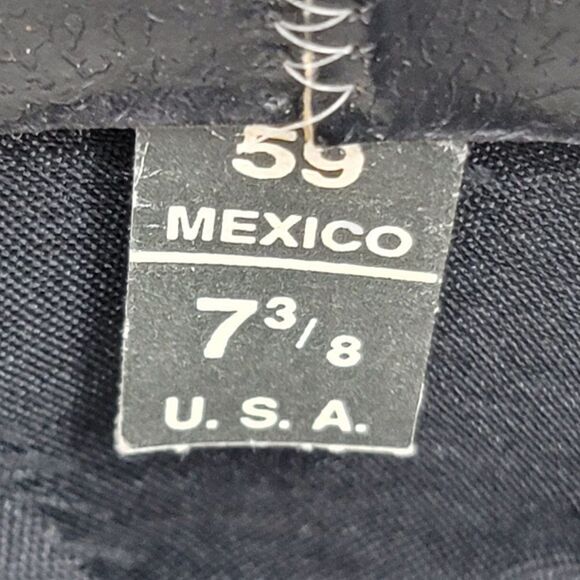 59
MEXICO
7 3/8
U. S. A.